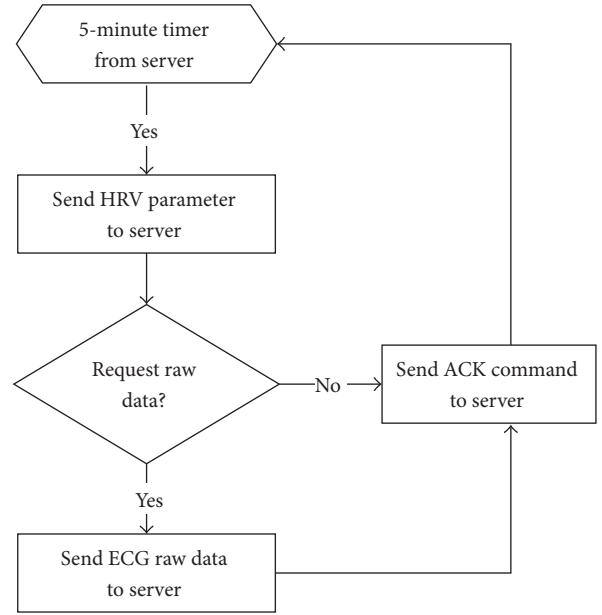 5-minute timer
from server
Yes
Send HRV parameter
to server
Request raw
data?
No
Send ACK command
to server
Yes
Send ECG raw data
to server